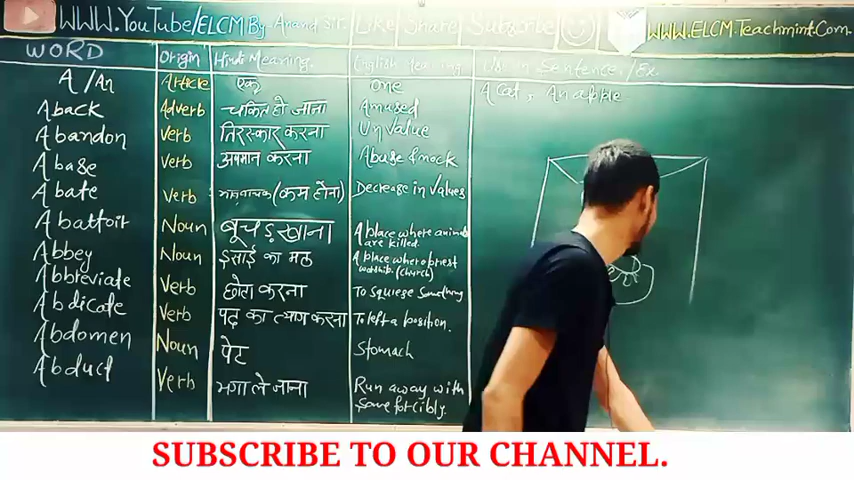 WWW.YouTube/ELCM By-Anand Sir. Like Share Subscribe WWW.ELCM.Teachmint.Com.
WORD Origin Hindi Meaning. English Meaning. Use in Sentence./Ex.
A/An Article एक one A Cat, An apple
Aback Adverb चकित हो जाना Amused
Abandon Verb तिरस्कार करना UnValue
Abase Verb अपमान करना Abuse & mock
Abate Verb (कम होना) Decrease in Values
Abattoir Noun बूचड़खाना A place where animals
are killed.
Abbey Noun इसाई का मठ A place where priest
worship. (church)
Abbreviate Verb छोटा करना To squiese something
Abdicate Verb पद का त्याग करना To left a position.
Abdomen Noun पेट Stomach
Abduct Verb भगा ले जाना Run away with
some forcibly.
SUBSCRIBE TO OUR CHANNEL.